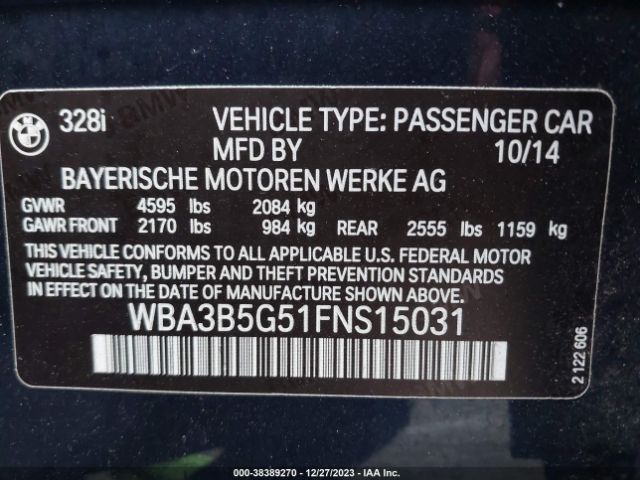 BMW 328i VEHICLE TYPE: PASSENGER CAR
MFD BY 10/14
BAYERISCHE MOTOREN WERKE AG
GVWR 4595 lbs 2084 kg
GAWR FRONT 2170 lbs 984 kg REAR 2555 lbs 1159 kg
THIS VEHICLE CONFORMS TO ALL APPLICABLE U.S. FEDERAL MOTOR
VEHICLE SAFETY, BUMPER AND THEFT PREVENTION STANDARDS
IN EFFECT ON THE DATE OF MANUFACTURE SHOWN ABOVE.
WBA3B5G51FNS15031
2 122 606
000-38389270 - 12/27/2023 - IAA Inc.